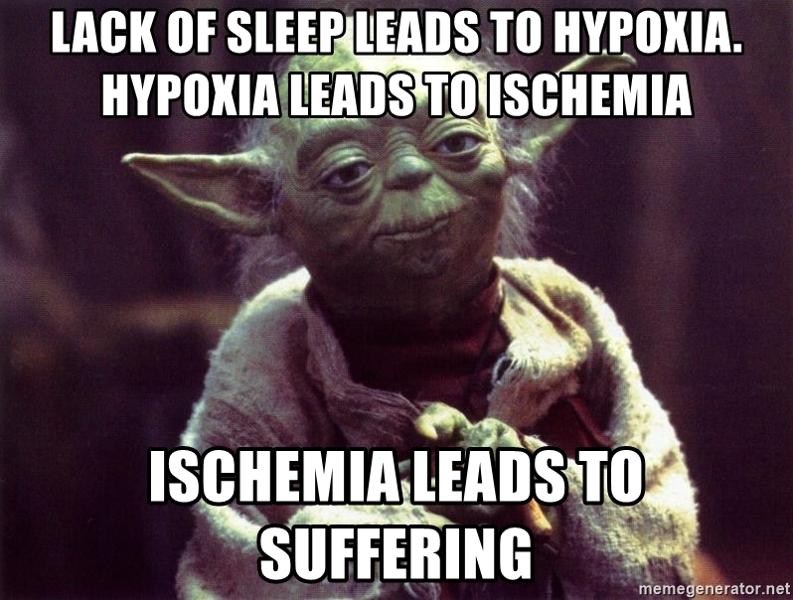 LACK OF SLEEP LEADS TO HYPOXIA.
HYPOXIA LEADS TO ISCHEMIA
ISCHEMIA LEADS TO
SUFFERING
memegenerator.net